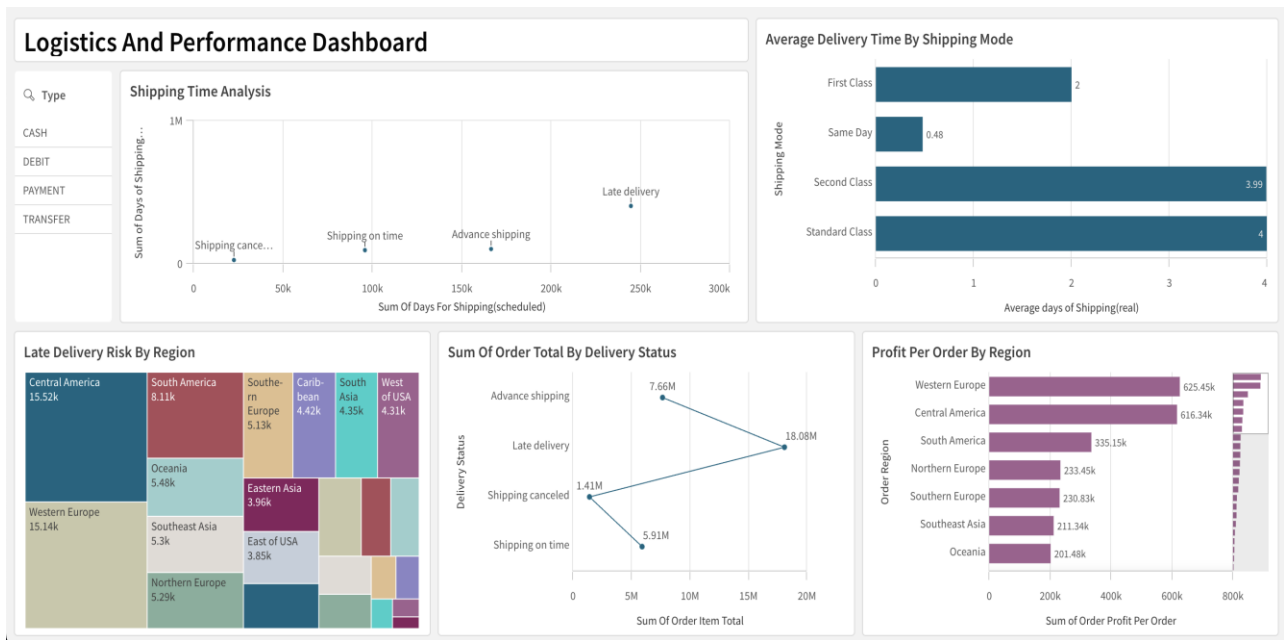 Logistics And Performance Dashboard
Type
CASH
DEBIT
PAYMENT
TRANSFER
Shipping Time Analysis
Sum of Days of Shipping...
1M
0
Late delivery
Shipping on time
Advance shipping
Shipping cance...
0
50k
100k
150k
200k
250k
300k
Sum Of Days For Shipping(scheduled)
Average Delivery Time By Shipping Mode
Shipping Mode
First Class
2
Same Day
0.48
Second Class
3.99
Standard Class
4
0
1
2
3
4
Average days of Shipping(real)
Late Delivery Risk By Region
Central America
15.52k
Western Europe
15.14k
South America
8.11k
Oceania
5.48k
Southeast Asia
5.3k
Northern Europe
5.29k
Southe-
rn
Europe
5.13k
Carib-
bean
4.42k
South
Asia
4.35k
West
of USA
4.31k
Eastern Asia
3.96k
East of USA
3.85k
Sum Of Order Total By Delivery Status
Delivery Status
Advance shipping
7.66M
Late delivery
18.08M
Shipping canceled
1.41M
Shipping on time
5.91M
0
5M
10M
15M
20M
Sum Of Order Item Total
Profit Per Order By Region
Order Region
Western Europe
625.45k
Central America
616.34k
South America
335.15k
Northern Europe
233.45k
Southern Europe
230.83k
Southeast Asia
211.34k
Oceania
201.48k
0
200k
400k
600k
800k
Sum of Order Profit Per Order